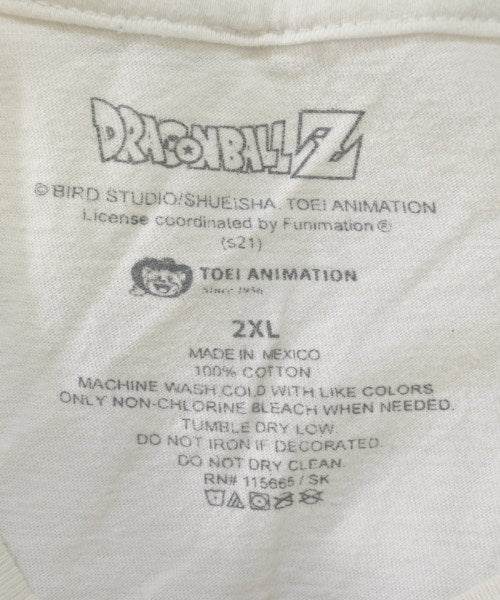 DRAGONBALL Z
© BIRD STUDIO/SHUEISHA, TOEI ANIMATION
License coordinated by Funimation ®
(s21)
TOEI ANIMATION
Since 1956
2XL
MADE IN MEXICO
100% COTTON
MACHINE WASH COLD WITH LIKE COLORS
ONLY NON-CHLORINE BLEACH WHEN NEEDED.
TUMBLE DRY LOW.
DO NOT IRON IF DECORATED.
DO NOT DRY CLEAN.
RN# 115665 / SK